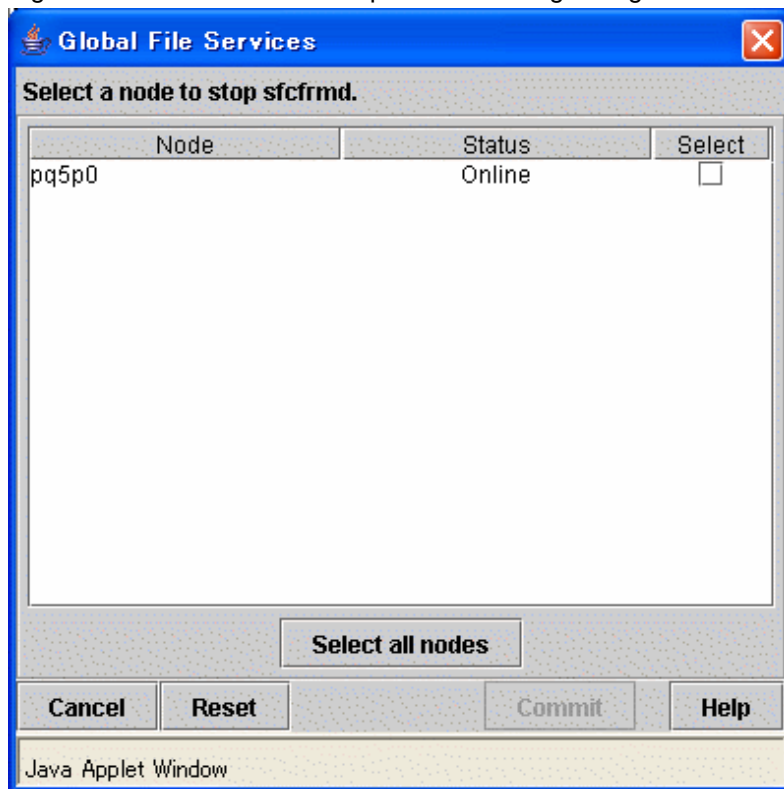 Global File Services
Select a node to stop sfcfrmd.
Node Status Select
pq5p0 Online
Select all nodes
Cancel Reset Commit Help
Java Applet Window